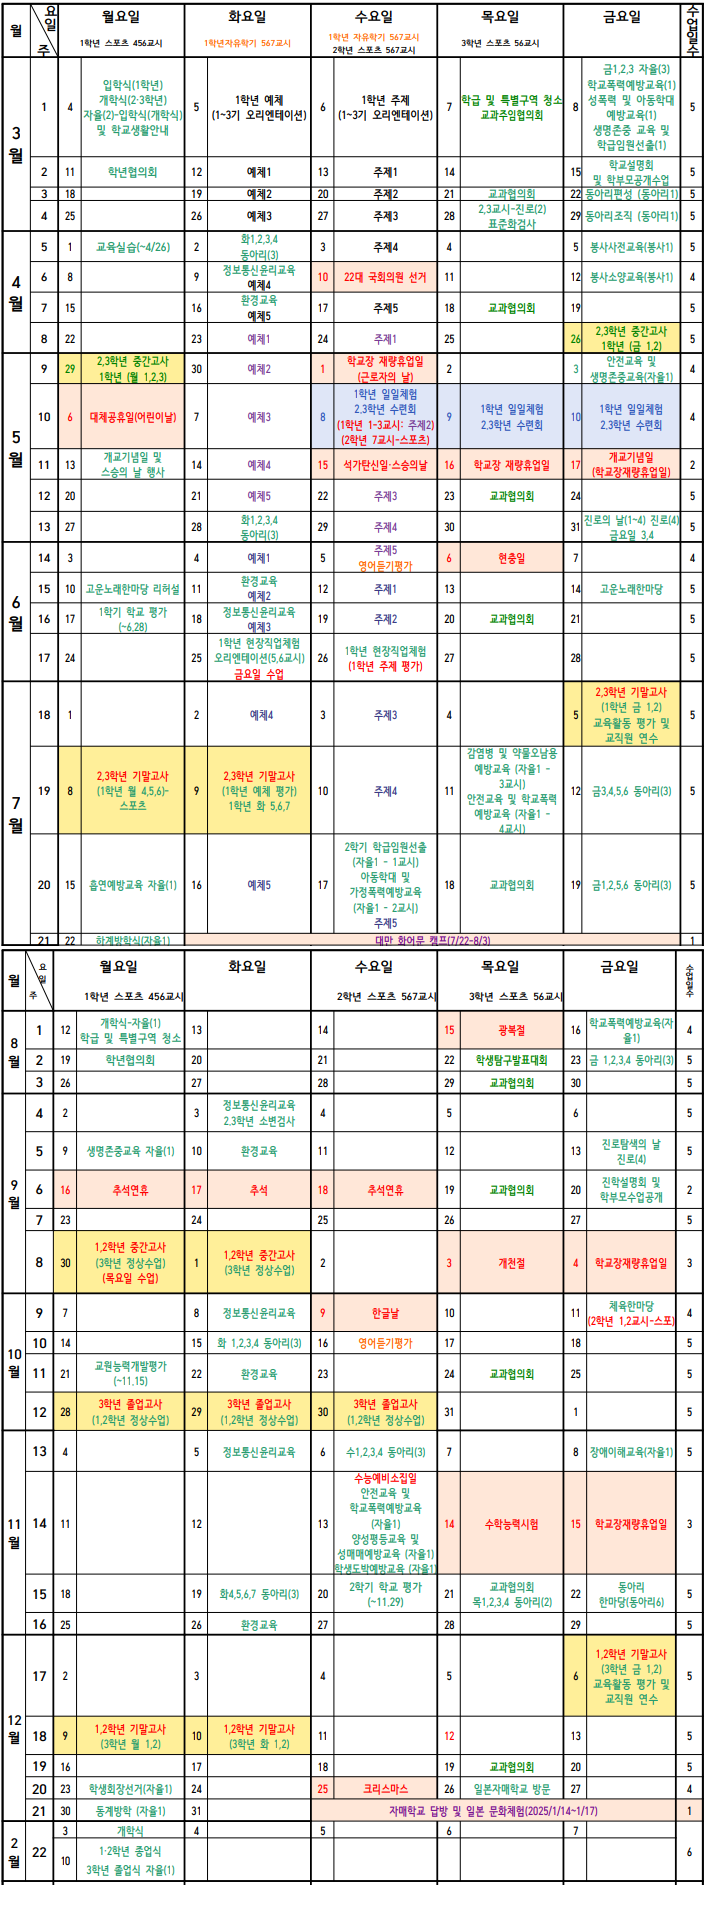 월
요
일
주
월요일
1학년 스포츠 456교시
화요일
1학년자유학기 567교시
수요일
1학년 자유학기 567교시
2학년 스포츠 567교시
목요일
3학년 스포츠 56교시
금요일
수업일수
3월
1
4
입학식(1학년)
개학식(2·3학년)
자율(2)-입학식(개학식)
및 학교생활안내
5
1학년 예체
(1~3기 오리엔테이션)
6
1학년 주제
(1~3기 오리엔테이션)
7
학급 및 특별구역 청소
교과주임협의회
8
금1,2,3 자율(3)
학교폭력예방교육(1)
성폭력 및 아동학대
예방교육(1)
생명존중 교육 및
학급임원선출(1)
5
2
11
학년협의회
12
예체1
13
주제1
14
15
학교설명회
및 학부모공개수업
5
3
18
19
예체2
20
주제2
21
교과협의회
22
동아리편성 (동아리1)
5
4
25
26
예체3
27
주제3
28
2,3교시-진로(2)
표준화검사
29
동아리조직 (동아리1)
5
4월
5
1
교육실습(~4/26)
2
화1,2,3,4
동아리(3)
3
주제4
4
5
봉사사전교육(봉사1)
5
6
8
9
정보통신윤리교육
예체4
10
22대 국회의원 선거
11
12
봉사소양교육(봉사1)
4
7
15
16
환경교육
예체5
17
주제5
18
교과협의회
19
5
8
22
23
예체1
24
주제1
25
26
2,3학년 중간고사
1학년 (금 1,2)
5
5월
9
29
2,3학년 중간고사
1학년 (월 1,2,3)
30
예체2
1
학교장 재량휴업일
(근로자의 날)
2
3
안전교육 및
생명존중교육(자율1)
4
10
6
대체공휴일(어린이날)
7
예체3
8
1학년 일일체험
2,3학년 수련회
(1학년 1-3교시: 주제2)
(2학년 7교시-스포츠)
9
1학년 일일체험
2,3학년 수련회
10
1학년 일일체험
2,3학년 수련회
4
11
13
개교기념일 및
스승의 날 행사
14
예체4
15
석가탄신일·스승의날
16
학교장 재량휴업일
17
개교기념일
(학교장재량휴업일)
2
12
20
21
예체5
22
주제3
23
교과협의회
24
5
13
27
28
화1,2,3,4
동아리(3)
29
주제4
30
31
진로의 날(1~4) 진로(4)
금요일 3,4
5
6월
14
3
4
예체1
5
주제5
영어듣기평가
6
현충일
7
4
15
10
고운노래한마당 리허설
11
환경교육
예체2
12
주제1
13
14
고운노래한마당
5
16
17
1학기 학교 평가
(~6,28)
18
정보통신윤리교육
예체3
19
주제2
20
교과협의회
21
5
17
24
25
1학년 현장직업체험
오리엔테이션(5,6교시)
금요일 수업
26
1학년 현장직업체험
(1학년 주제 평가)
27
28
5
7월
18
1
2
예체4
3
주제3
4
5
2,3학년 기말고사
(1학년 금 1,2)
교육활동 평가 및
교직원 연수
5
19
8
2,3학년 기말고사
(1학년 월 4,5,6)-
스포츠
9
2,3학년 기말고사
(1학년 예체 평가)
1학년 화 5,6,7
10
주제4
11
감염병 및 약물오남용
예방교육 (자율1 -
3교시)
안전교육 및 학교폭력
예방교육 (자율1 -
4교시)
12
금3,4,5,6 동아리(3)
5
20
15
흡연예방교육 자율(1)
16
예체5
17
2학기 학급임원선출
(자율1 - 1교시)
아동학대 및
가정폭력예방교육
(자율1 - 2교시)
주제5
18
교과협의회
19
금1,2,5,6 동아리(3)
5
21
22
하계방학식(자율1)
대만 화어문 캠프(7/22-8/3)
1
월
요
일
주
월요일
1학년 스포츠 456교시
화요일
수요일
2학년 스포츠 567교시
목요일
3학년 스포츠 56교시
금요일
수업일수
8월
1
12
개학식-자율(1)
학급 및 특별구역 청소
13
14
15
광복절
16
학교폭력예방교육(자
율1)
4
2
19
학년협의회
20
21
22
학생탐구발표대회
23
금 1,2,3,4 동아리(3)
5
3
26
27
28
29
교과협의회
30
5
9월
4
2
3
정보통신윤리교육
2,3학년 소변검사
4
5
6
5
5
9
생명존중교육 자율(1)
10
환경교육
11
12
13
진로탐색의 날
진로(4)
5
6
16
추석연휴
17
추석
18
추석연휴
19
교과협의회
20
진학설명회 및
학부모수업공개
2
7
23
24
25
26
27
5
8
30
1,2학년 중간고사
(3학년 정상수업)
(목요일 수업)
1
1,2학년 중간고사
(3학년 정상수업)
2
3
개천절
4
학교장재량휴업일
3
10월
9
7
8
정보통신윤리교육
9
한글날
10
11
체육한마당
(2학년 1,2교시-스포)
4
10
14
15
화 1,2,3,4 동아리(3)
16
영어듣기평가
17
18
5
11
21
교원능력개발평가
(~11.15)
22
환경교육
23
24
교과협의회
25
5
12
28
3학년 졸업고사
(1,2학년 정상수업)
29
3학년 졸업고사
(1,2학년 정상수업)
30
3학년 졸업고사
(1,2학년 정상수업)
31
1
5
11월
13
4
5
정보통신윤리교육
6
수1,2,3,4 동아리(3)
7
8
장애이해교육(자율1)
5
14
11
12
13
수능예비소집일
안전교육 및
학교폭력예방교육
(자율1)
양성평등교육 및
성매매예방교육 (자율1)
학생도박예방교육 (자율1)
14
수학능력시험
15
학교장재량휴업일
3
15
18
19
화4,5,6,7 동아리(3)
20
2학기 학교 평가
(~11,29)
21
교과협의회
목1,2,3,4 동아리(2)
22
동아리
한마당(동아리6)
5
16
25
26
환경교육
27
28
29
5
12월
17
2
3
4
5
6
1,2학년 기말고사
(3학년 금 1,2)
교육활동 평가 및
교직원 연수
5
18
9
1,2학년 기말고사
(3학년 월 1,2)
10
1,2학년 기말고사
(3학년 화 1,2)
11
12
13
5
19
16
17
18
19
교과협의회
20
5
20
23
학생회장선거(자율1)
24
25
크리스마스
26
일본자매학교 방문
27
4
21
30
동계방학 (자율1)
31
자매학교 답방 및 일본 문화체험(2025/1/14~1/17)
1
2월
22
3
개학식
4
5
6
7
6
10
1·2학년 종업식
3학년 졸업식 자율(1)